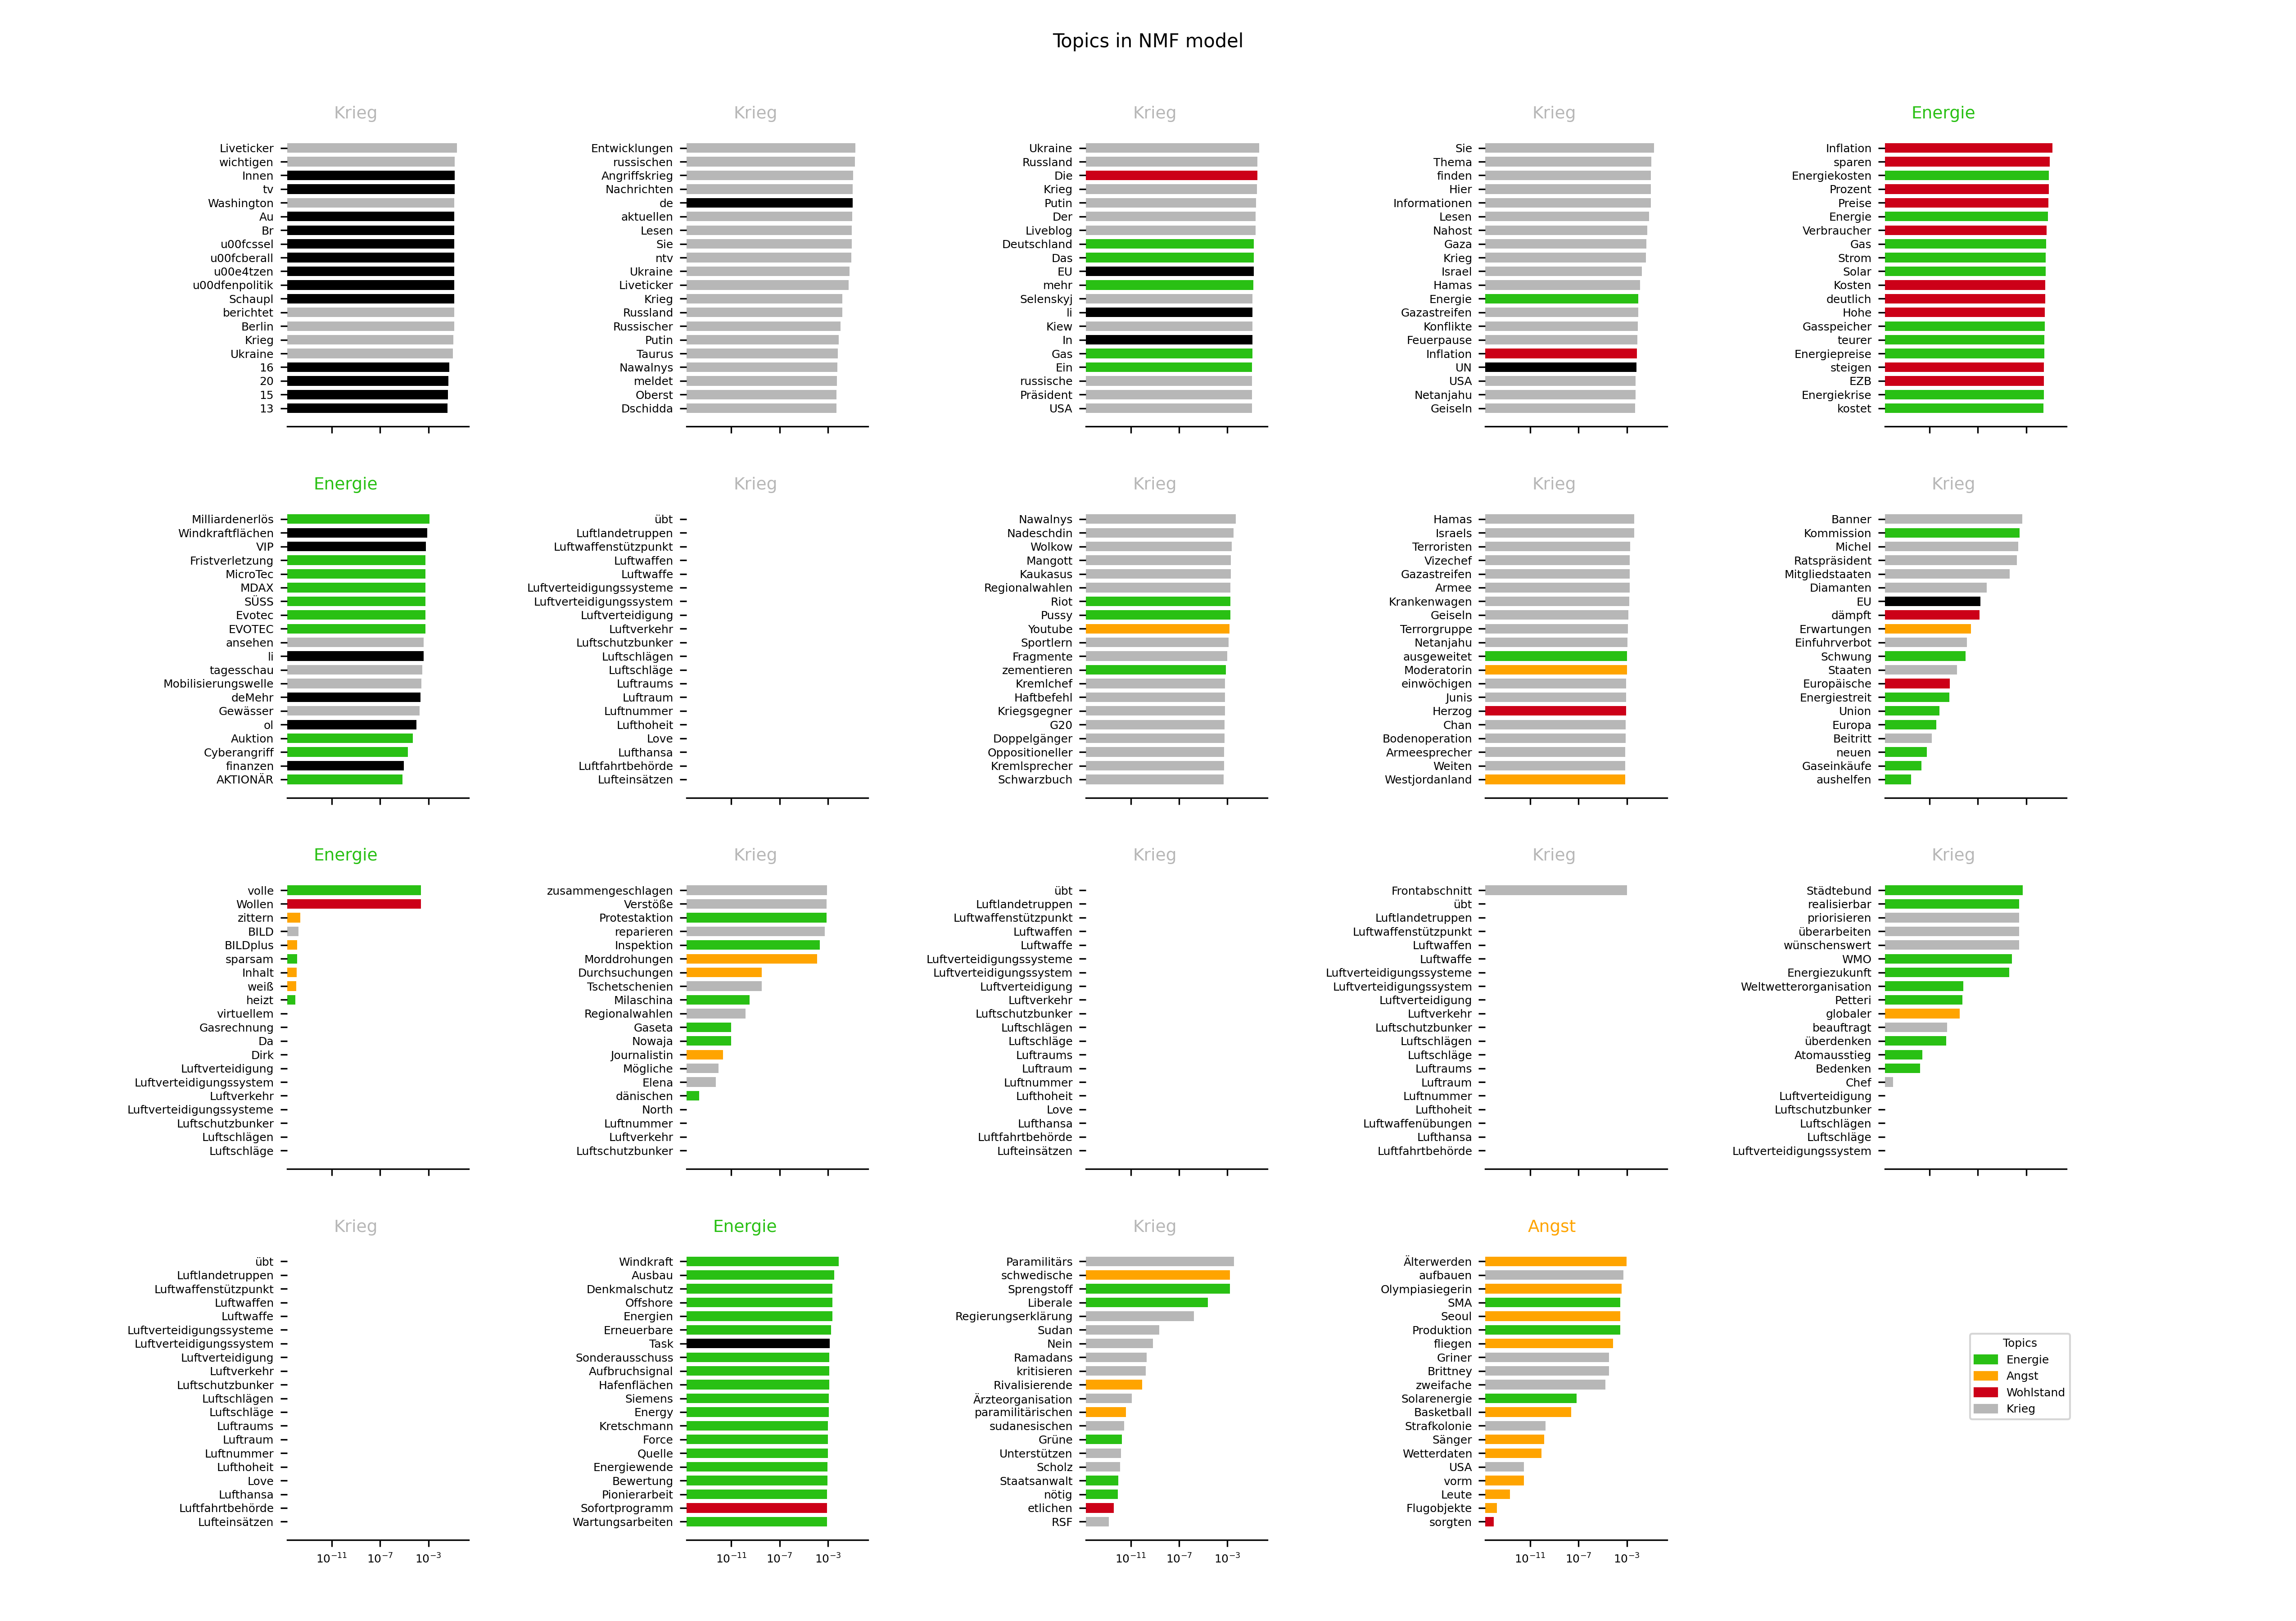 Topics in NMF model
Krieg
Liveticker
wichtigen
Innen
tv
Washington
Au
Br
u00fcssel
u00fcberall
u00e4tzen
u00dfenpolitik
Schaupl
berichtet
Berlin
Krieg
Ukraine
16
20
15
13
Krieg
Entwicklungen
russischen
Angriffskrieg
Nachrichten
de
aktuellen
Lesen
Sie
ntv
Ukraine
Liveticker
Krieg
Russland
Russischer
Putin
Taurus
Nawalnys
meldet
Oberst
Dschidda
Krieg
Ukraine
Russland
Die
Krieg
Putin
Der
Liveblog
Deutschland
Das
EU
mehr
Selenskyj
li
Kiew
In
Gas
Ein
russische
Präsident
USA
Krieg
Sie
Thema
finden
Hier
Informationen
Lesen
Nahost
Gaza
Krieg
Israel
Hamas
Energie
Gazastreifen
Konflikte
Feuerpause
Inflation
UN
USA
Netanjahu
Geiseln
Energie
Inflation
sparen
Energiekosten
Prozent
Preise
Energie
Verbraucher
Gas
Strom
Solar
Kosten
deutlich
Hohe
Gasspeicher
teurer
Energiepreise
steigen
EZB
Energiekrise
kostet
Energie
Milliardenerlös
Windkraftflächen
VIP
Fristverletzung
MicroTec
MDAX
SÜSS
Evotec
EVOTEC
ansehen
li
tagesschau
Mobilisierungswelle
deMehr
Gewässer
ol
Auktion
Cyberangriff
finanzen
AKTIONÄR
Krieg
übt
Luftlandetruppen
Luftwaffenstützpunkt
Luftwaffen
Luftwaffe
Luftverteidigungssysteme
Luftverteidigungssystem
Luftverteidigung
Luftverkehr
Luftschutzbunker
Luftschlägen
Luftschläge
Luftraums
Luftraum
Luftnummer
Lufthoheit
Love
Lufthansa
Luftfahrtbehörde
Lufteinsätzen
Krieg
Nawalnys
Nadeschdin
Wolkow
Mangott
Kaukasus
Regionalwahlen
Riot
Pussy
Youtube
Sportlern
Fragmente
zementieren
Kremlchef
Haftbefehl
Kriegsgegner
G20
Doppelgänger
Oppositioneller
Kremlsprecher
Schwarzbuch
Krieg
Hamas
Israels
Terroristen
Vizechef
Gazastreifen
Armee
Krankenwagen
Geiseln
Terrorgruppe
Netanjahu
ausgeweitet
Moderatorin
einwöchigen
Junis
Herzog
Chan
Bodenoperation
Armeesprecher
Weiten
Westjordanland
Krieg
Banner
Kommission
Michel
Ratspräsident
Mitgliedstaaten
Diamanten
EU
dämpft
Erwartungen
Einfuhrverbot
Schwung
Staaten
Europäische
Energiestreit
Union
Europa
Beitritt
neuen
Gaseinkäufe
aushelfen
Energie
volle
Wollen
zittern
BILD
BILDplus
sparsam
Inhalt
weiß
heizt
virtuellem
Gasrechnung
Da
Dirk
Luftverteidigung
Luftverteidigungssystem
Luftverkehr
Luftverteidigungssysteme
Luftschutzbunker
Luftschlägen
Luftschläge
Krieg
zusammengeschlagen
Verstöße
Protestaktion
reparieren
Inspektion
Morddrohungen
Durchsuchungen
Tschetschenien
Milaschina
Regionalwahlen
Gaseta
Nowaja
Journalistin
Mögliche
Elena
dänischen
North
Luftnummer
Luftverkehr
Luftschutzbunker
Krieg
übt
Luftlandetruppen
Luftwaffenstützpunkt
Luftwaffen
Luftwaffe
Luftverteidigungssysteme
Luftverteidigungssystem
Luftverteidigung
Luftverkehr
Luftschutzbunker
Luftschlägen
Luftschläge
Luftraums
Luftraum
Luftnummer
Lufthoheit
Love
Lufthansa
Luftfahrtbehörde
Lufteinsätzen
Krieg
Frontabschnitt
übt
Luftlandetruppen
Luftwaffenstützpunkt
Luftwaffen
Luftwaffe
Luftverteidigungssysteme
Luftverteidigungssystem
Luftverteidigung
Luftverkehr
Luftschutzbunker
Luftschlägen
Luftschläge
Luftraums
Luftraum
Luftnummer
Lufthoheit
Luftwaffenübungen
Lufthansa
Luftfahrtbehörde
Krieg
Städtebund
realisierbar
priorisieren
überarbeiten
wünschenswert
WMO
Energiezukunft
Weltwetterorganisation
Petteri
globaler
beauftragt
überdenken
Atomausstieg
Bedenken
Chef
Luftverteidigung
Luftschutzbunker
Luftschlägen
Luftschläge
Luftverteidigungssystem
Krieg
übt
Luftlandetruppen
Luftwaffenstützpunkt
Luftwaffen
Luftwaffe
Luftverteidigungssysteme
Luftverteidigungssystem
Luftverteidigung
Luftverkehr
Luftschutzbunker
Luftschlägen
Luftschläge
Luftraums
Luftraum
Luftnummer
Lufthoheit
Love
Lufthansa
Luftfahrtbehörde
Lufteinsätzen
10⁻¹¹ 10⁻⁷ 10⁻³
Energie
Windkraft
Ausbau
Denkmalschutz
Offshore
Energien
Erneuerbare
Task
Sonderausschuss
Aufbruchsignal
Hafenflächen
Siemens
Energy
Kretschmann
Force
Quelle
Energiewende
Bewertung
Pionierarbeit
Sofortprogramm
Wartungsarbeiten
10⁻¹¹ 10⁻⁷ 10⁻³
Krieg
Paramilitärs
schwedische
Sprengstoff
Liberale
Regierungserklärung
Sudan
Nein
Ramadans
kritisieren
Rivalisierende
Ärzteorganisation
paramilitärischen
sudanesischen
Grüne
Unterstützen
Scholz
Staatsanwalt
nötig
etlichen
RSF
10⁻¹¹ 10⁻⁷ 10⁻³
Angst
Älterwerden
aufbauen
Olympiasiegerin
SMA
Seoul
Produktion
fliegen
Griner
Brittney
zweifache
Solarenergie
Basketball
Strafkolonie
Sänger
Wetterdaten
USA
vorm
Leute
Flugobjekte
sorgten
10⁻¹¹ 10⁻⁷ 10⁻³
Topics
Energie
Angst
Wohlstand
Krieg